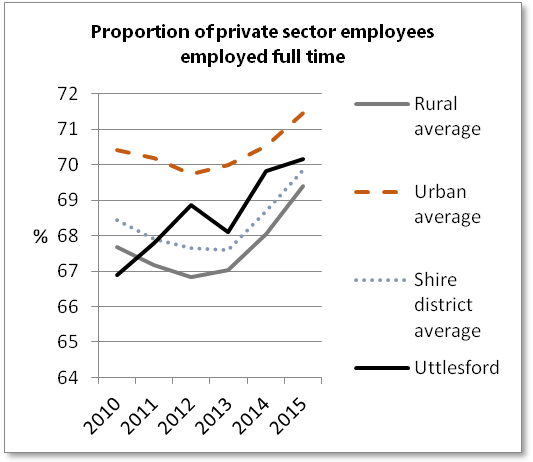 Proportion of private sector employees
employed full time
72
71
70
69
68
67
66
65
64
%
2010
2011
2012
2013
2014
2015
Rural
average
Urban
average
Shire
district
average
Uttlesford